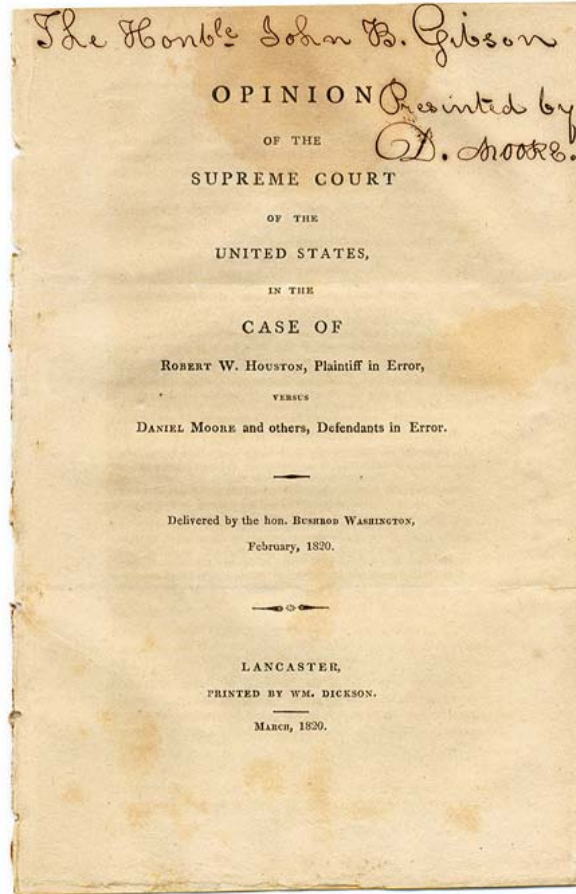 The Honble John B. Gibson
Presented by
D. Moore.
OPINION
OF THE
SUPREME COURT
OF THE
UNITED STATES,
IN THE
CASE OF
ROBERT W. HOUSTON, Plaintiff in Error,
VERSUS
DANIEL MOORE and others, Defendants in Error.
Delivered by the hon. BUSHROD WASHINGTON,
February, 1820.
LANCASTER,
PRINTED BY WM. DICKSON.
MARCH, 1820.